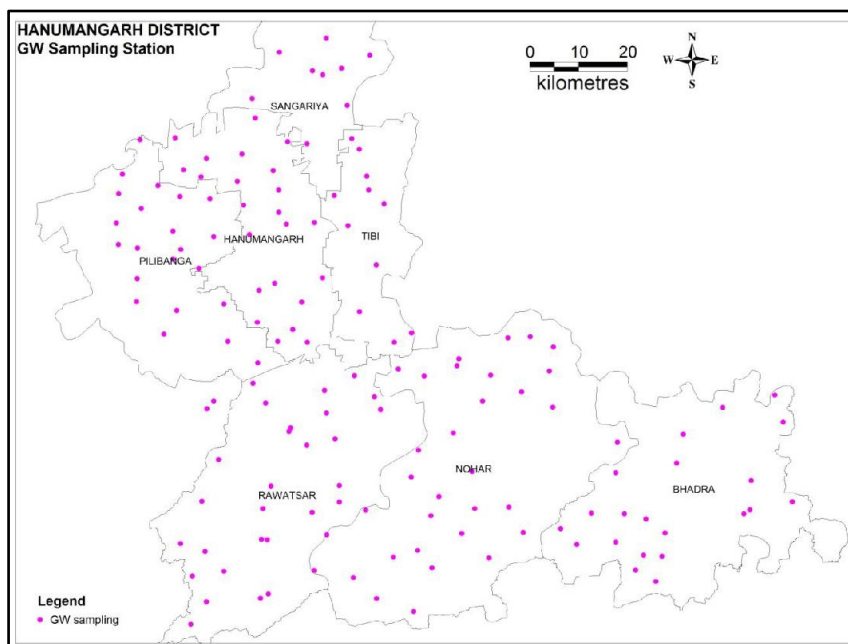 HANUMANGARH DISTRICT
GW Sampling Station
0 10 20
kilometres
N
W E
S
SANGARIYA
HANUMANGARH
TIBI
PILIBANGA
NOHAR
RAWATSAR
BHADRA
Legend
GW sampling